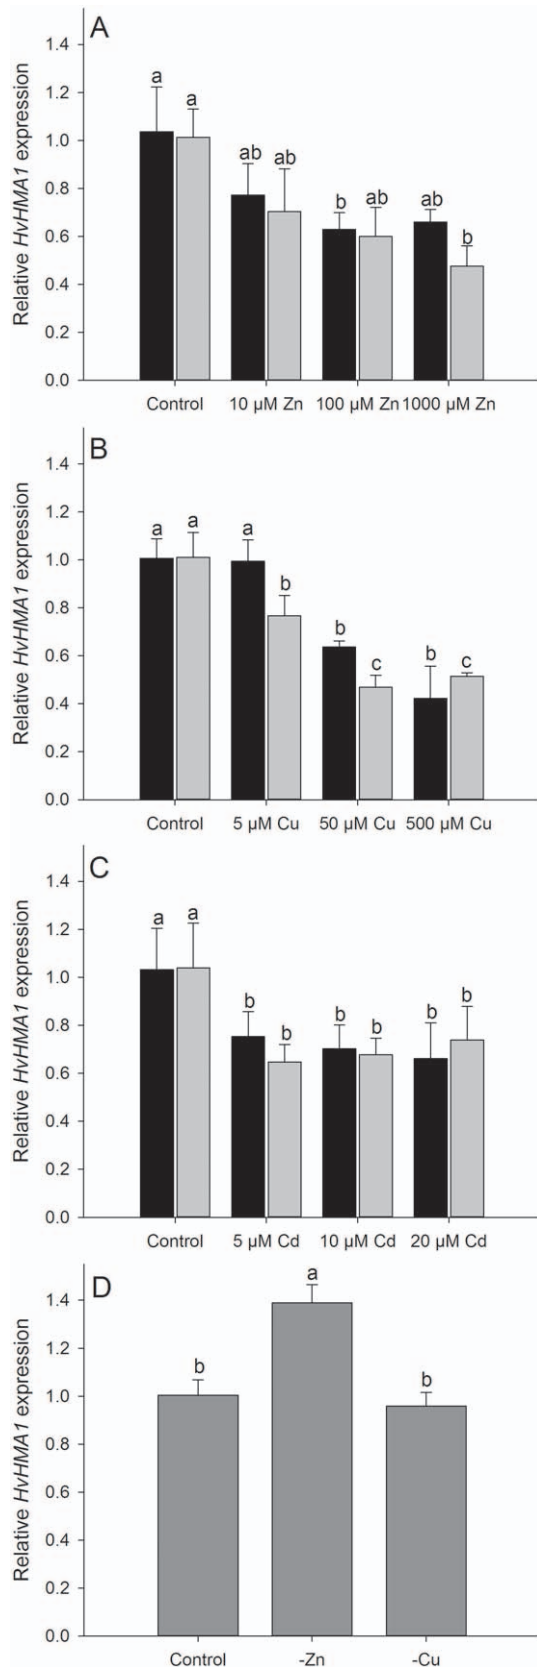 A
Relative HvHMA1 expression
1.4
1.2
1.0
0.8
0.6
0.4
0.2
0.0
a a
ab ab
b ab
ab b
Control 10 µM Zn 100 µM Zn 1000 µM Zn
B
Relative HvHMA1 expression
1.4
1.2
1.0
0.8
0.6
0.4
0.2
0.0
a a
a b
b c
b c
Control 5 µM Cu 50 µM Cu 500 µM Cu
C
Relative HvHMA1 expression
1.4
1.2
1.0
0.8
0.6
0.4
0.2
0.0
a a
b b
b b
b b
Control 5 µM Cd 10 µM Cd 20 µM Cd
D
Relative HvHMA1 expression
1.4
1.2
1.0
0.8
0.6
0.4
0.2
0.0
b a b
Control -Zn -Cu